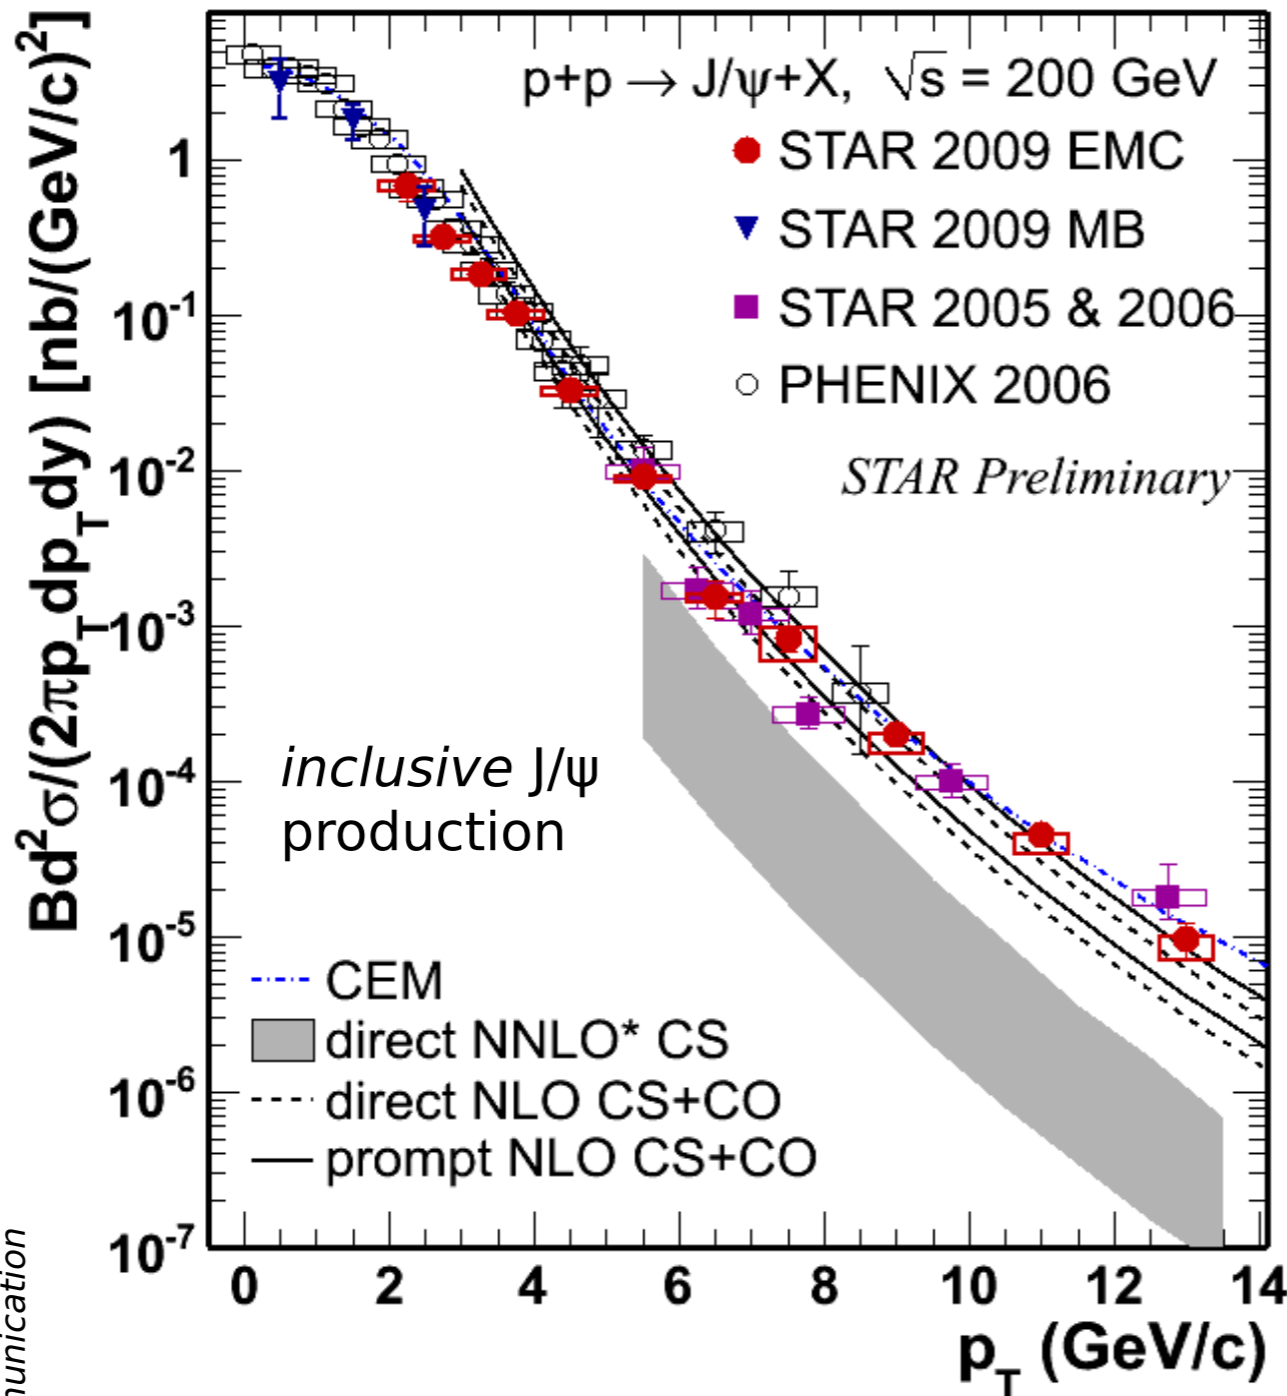 p+p → J/ψ+X, √s = 200 GeV
STAR 2009 EMC
STAR 2009 MB
STAR 2005 & 2006
PHENIX 2006
STAR Preliminary
inclusive J/ψ
production
CEM
direct NNLO* CS
direct NLO CS+CO
prompt NLO CS+CO
Bd²σ/(2πp_T dp_T dy) [nb/(GeV/c)²]
1
10⁻¹
10⁻²
10⁻³
10⁻⁴
10⁻⁵
10⁻⁶
10⁻⁷
0 2 4 6 8 10 12 14
p_T (GeV/c)